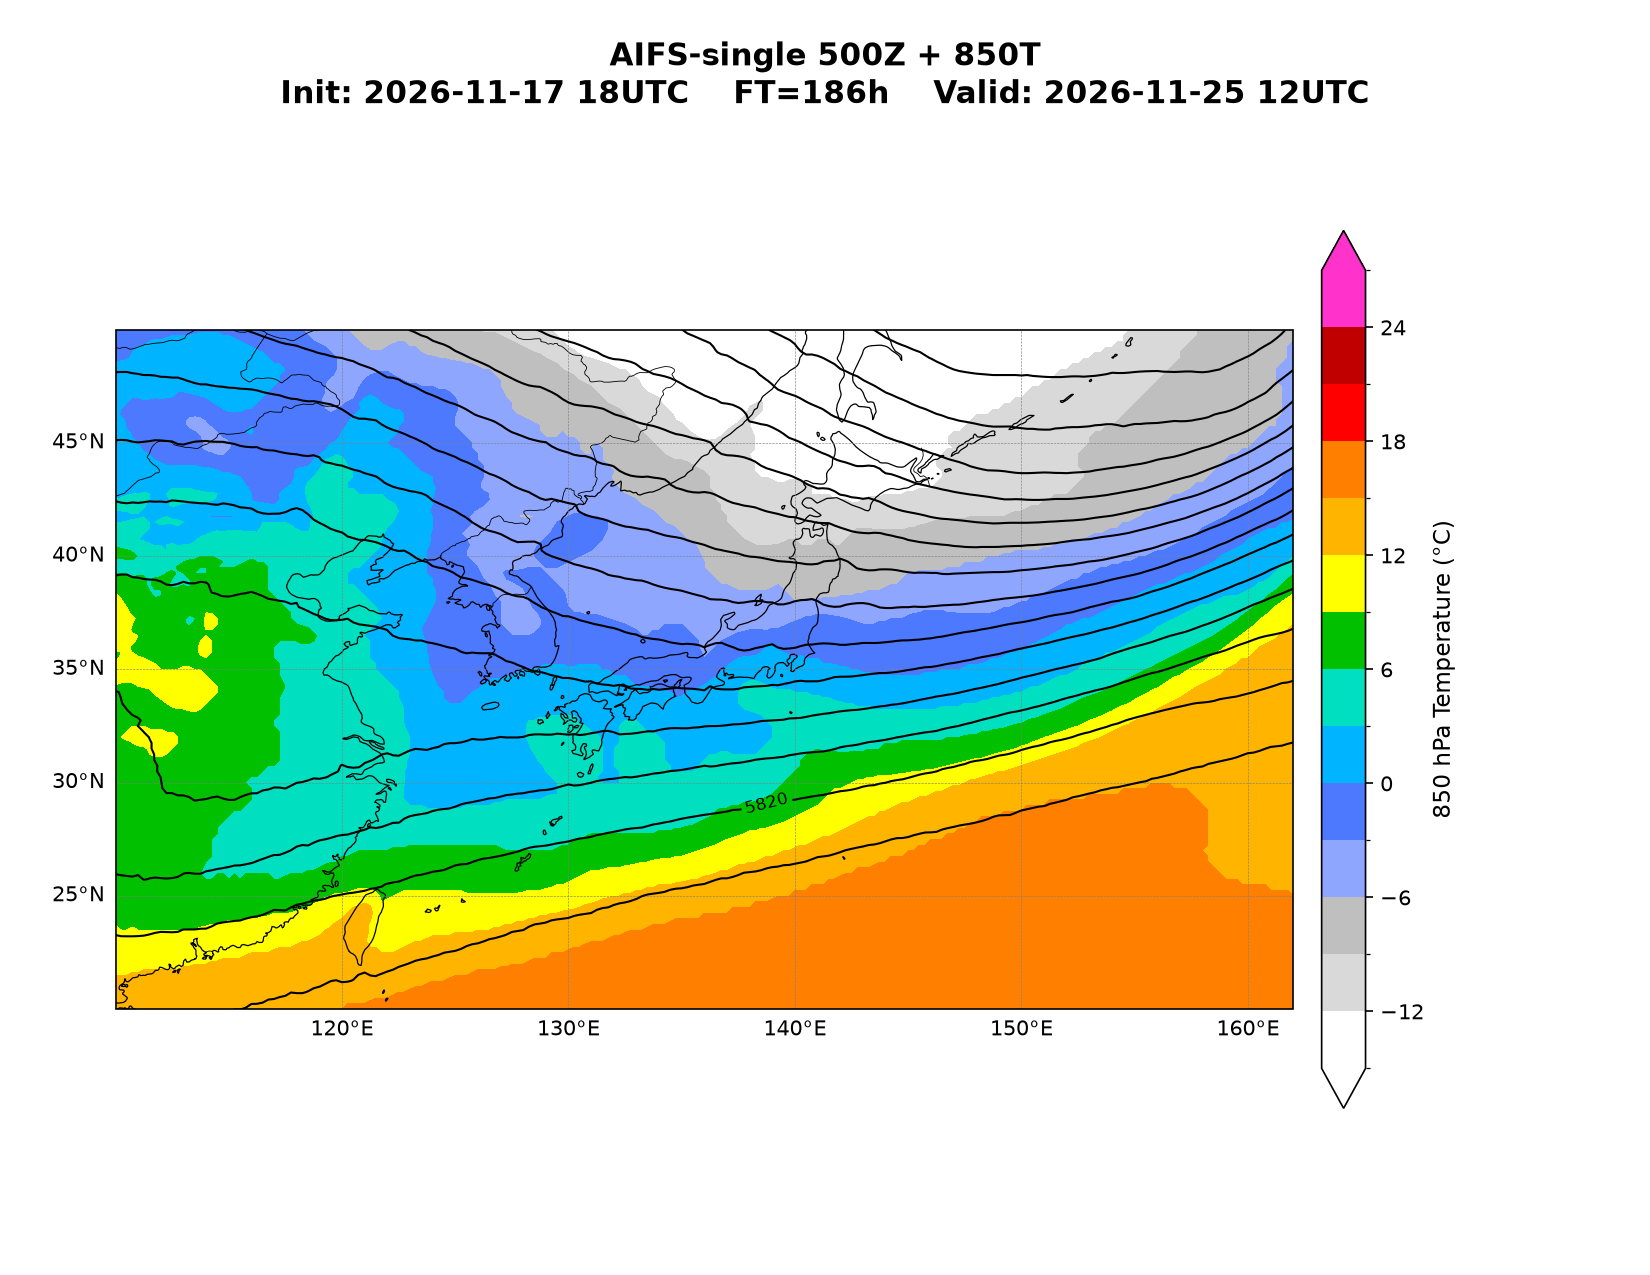 AIFS-single 500Z + 850T
Init: 2026-11-17 18UTC    FT=186h    Valid: 2026-11-25 12UTC
45°N
40°N
35°N
30°N
25°N
120°E
130°E
140°E
150°E
160°E
5820
24
18
12
6
0
−6
−12
850 hPa Temperature (°C)